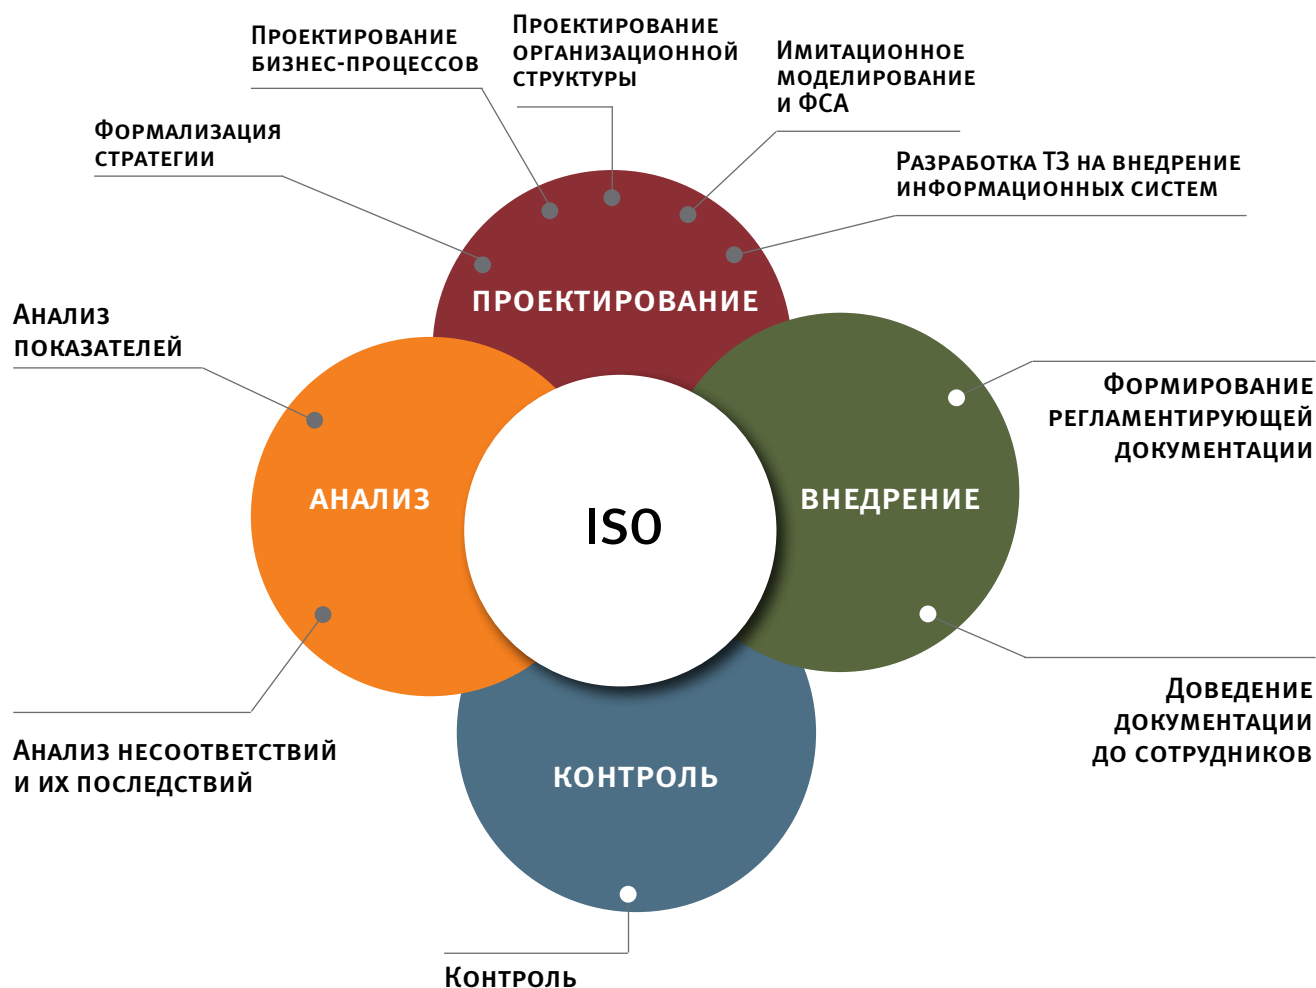 Проектирование
бизнес-процессов
Проектирование
организационной
структуры
Имитационное
моделирование
и ФСА
Формализация
стратегии
Разработка ТЗ на внедрение
информационных систем
ПРОЕКТИРОВАНИЕ
Анализ
показателей
Формирование
регламентирующей
документации
АНАЛИЗ
ISO
ВНЕДРЕНИЕ
Доведение
документации
до сотрудников
Анализ несоответствий
и их последствий
КОНТРОЛЬ
Контроль